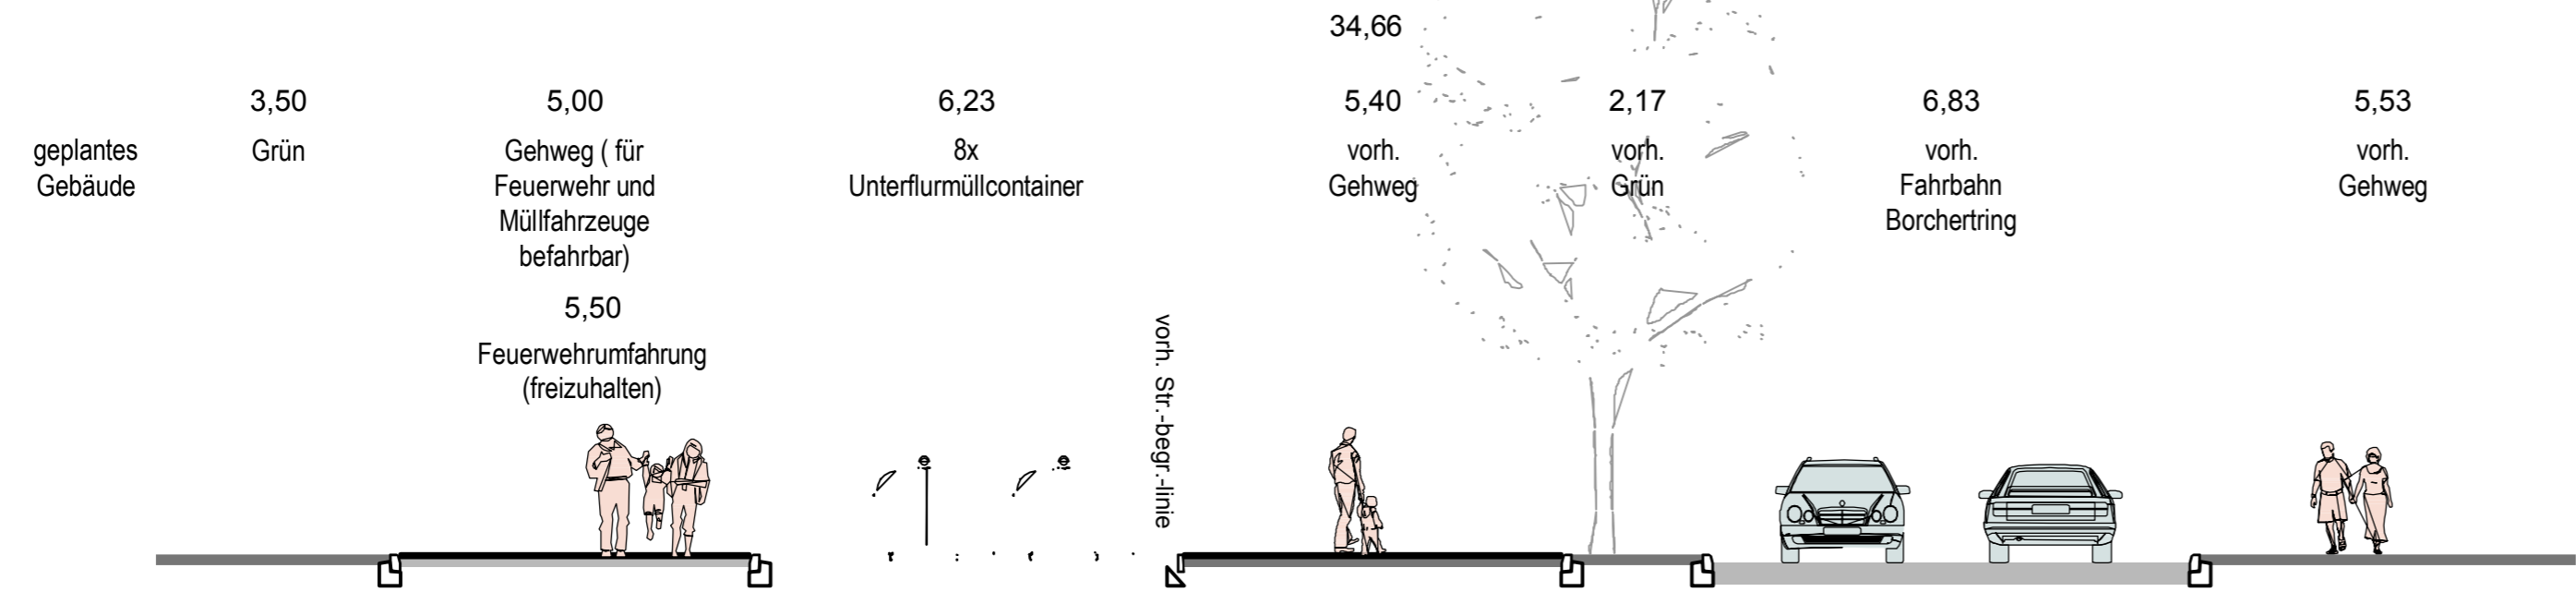 34,66
3,50
5,00
6,23
5,40
2,17
6,83
5,53
geplantes
Gebäude
Grün
Gehweg ( für
Feuerwehr und
Müllfahrzeuge
befahrbar)
8x
Unterflurmüllcontainer
vorh.
Gehweg
vorh.
Grün
vorh.
Fahrbahn
Borchertring
vorh.
Gehweg
5,50
Feuerwehrumfahrung
(freizuhalten)
vorh. Str.-begr.-linie